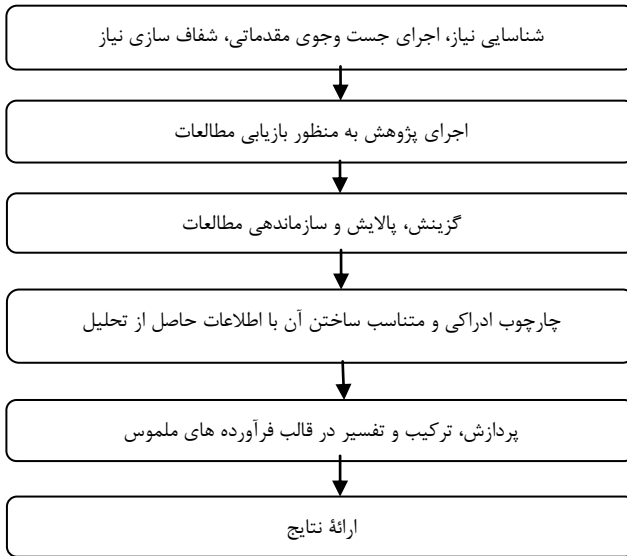 شناسایی نیاز، اجرای جست وجوی مقدماتی، شفاف سازی نیاز
اجرای پژوهش به منظور بازیابی مطالعات
گزینش، پالایش و سازماندهی مطالعات
چارچوب ادراکی و متناسب ساختن آن با اطلاعات حاصل از تحلیل
پردازش، ترکیب و تفسیر در قالب فرآورده های ملموس
ارائۀ نتایج